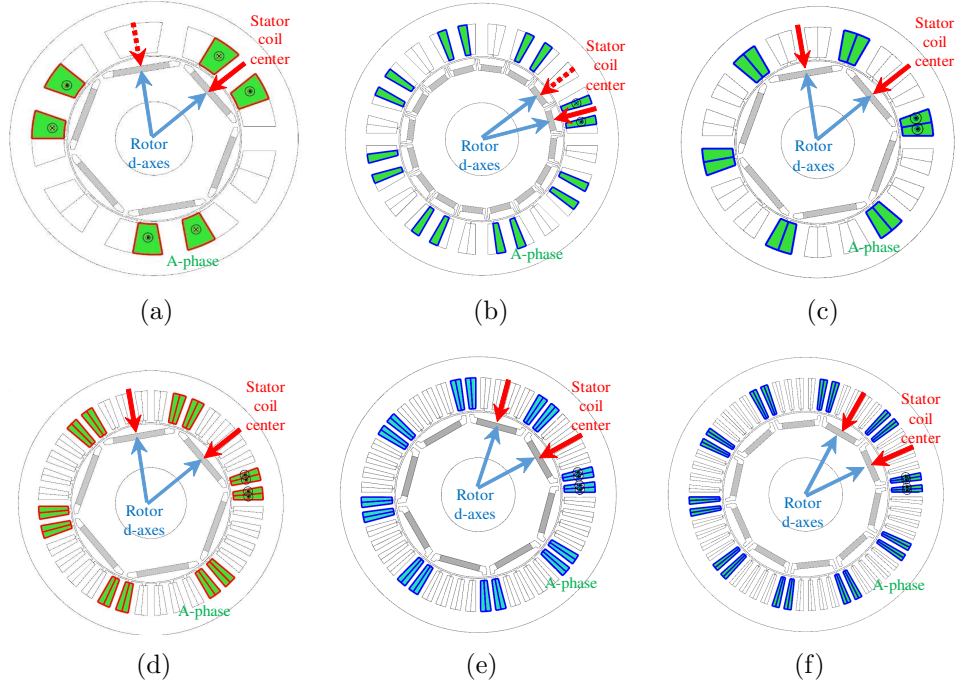 Stator
coil
center
Rotor
d-axes
A-phase
(a)
Stator
coil
center
Rotor
d-axes
A-phase
(b)
Stator
coil
center
Rotor
d-axes
A-phase
(c)
Stator
coil
center
Rotor
d-axes
A-phase
(d)
Stator
coil
center
Rotor
d-axes
A-phase
(e)
Stator
coil
center
Rotor
d-axes
A-phase
(f)